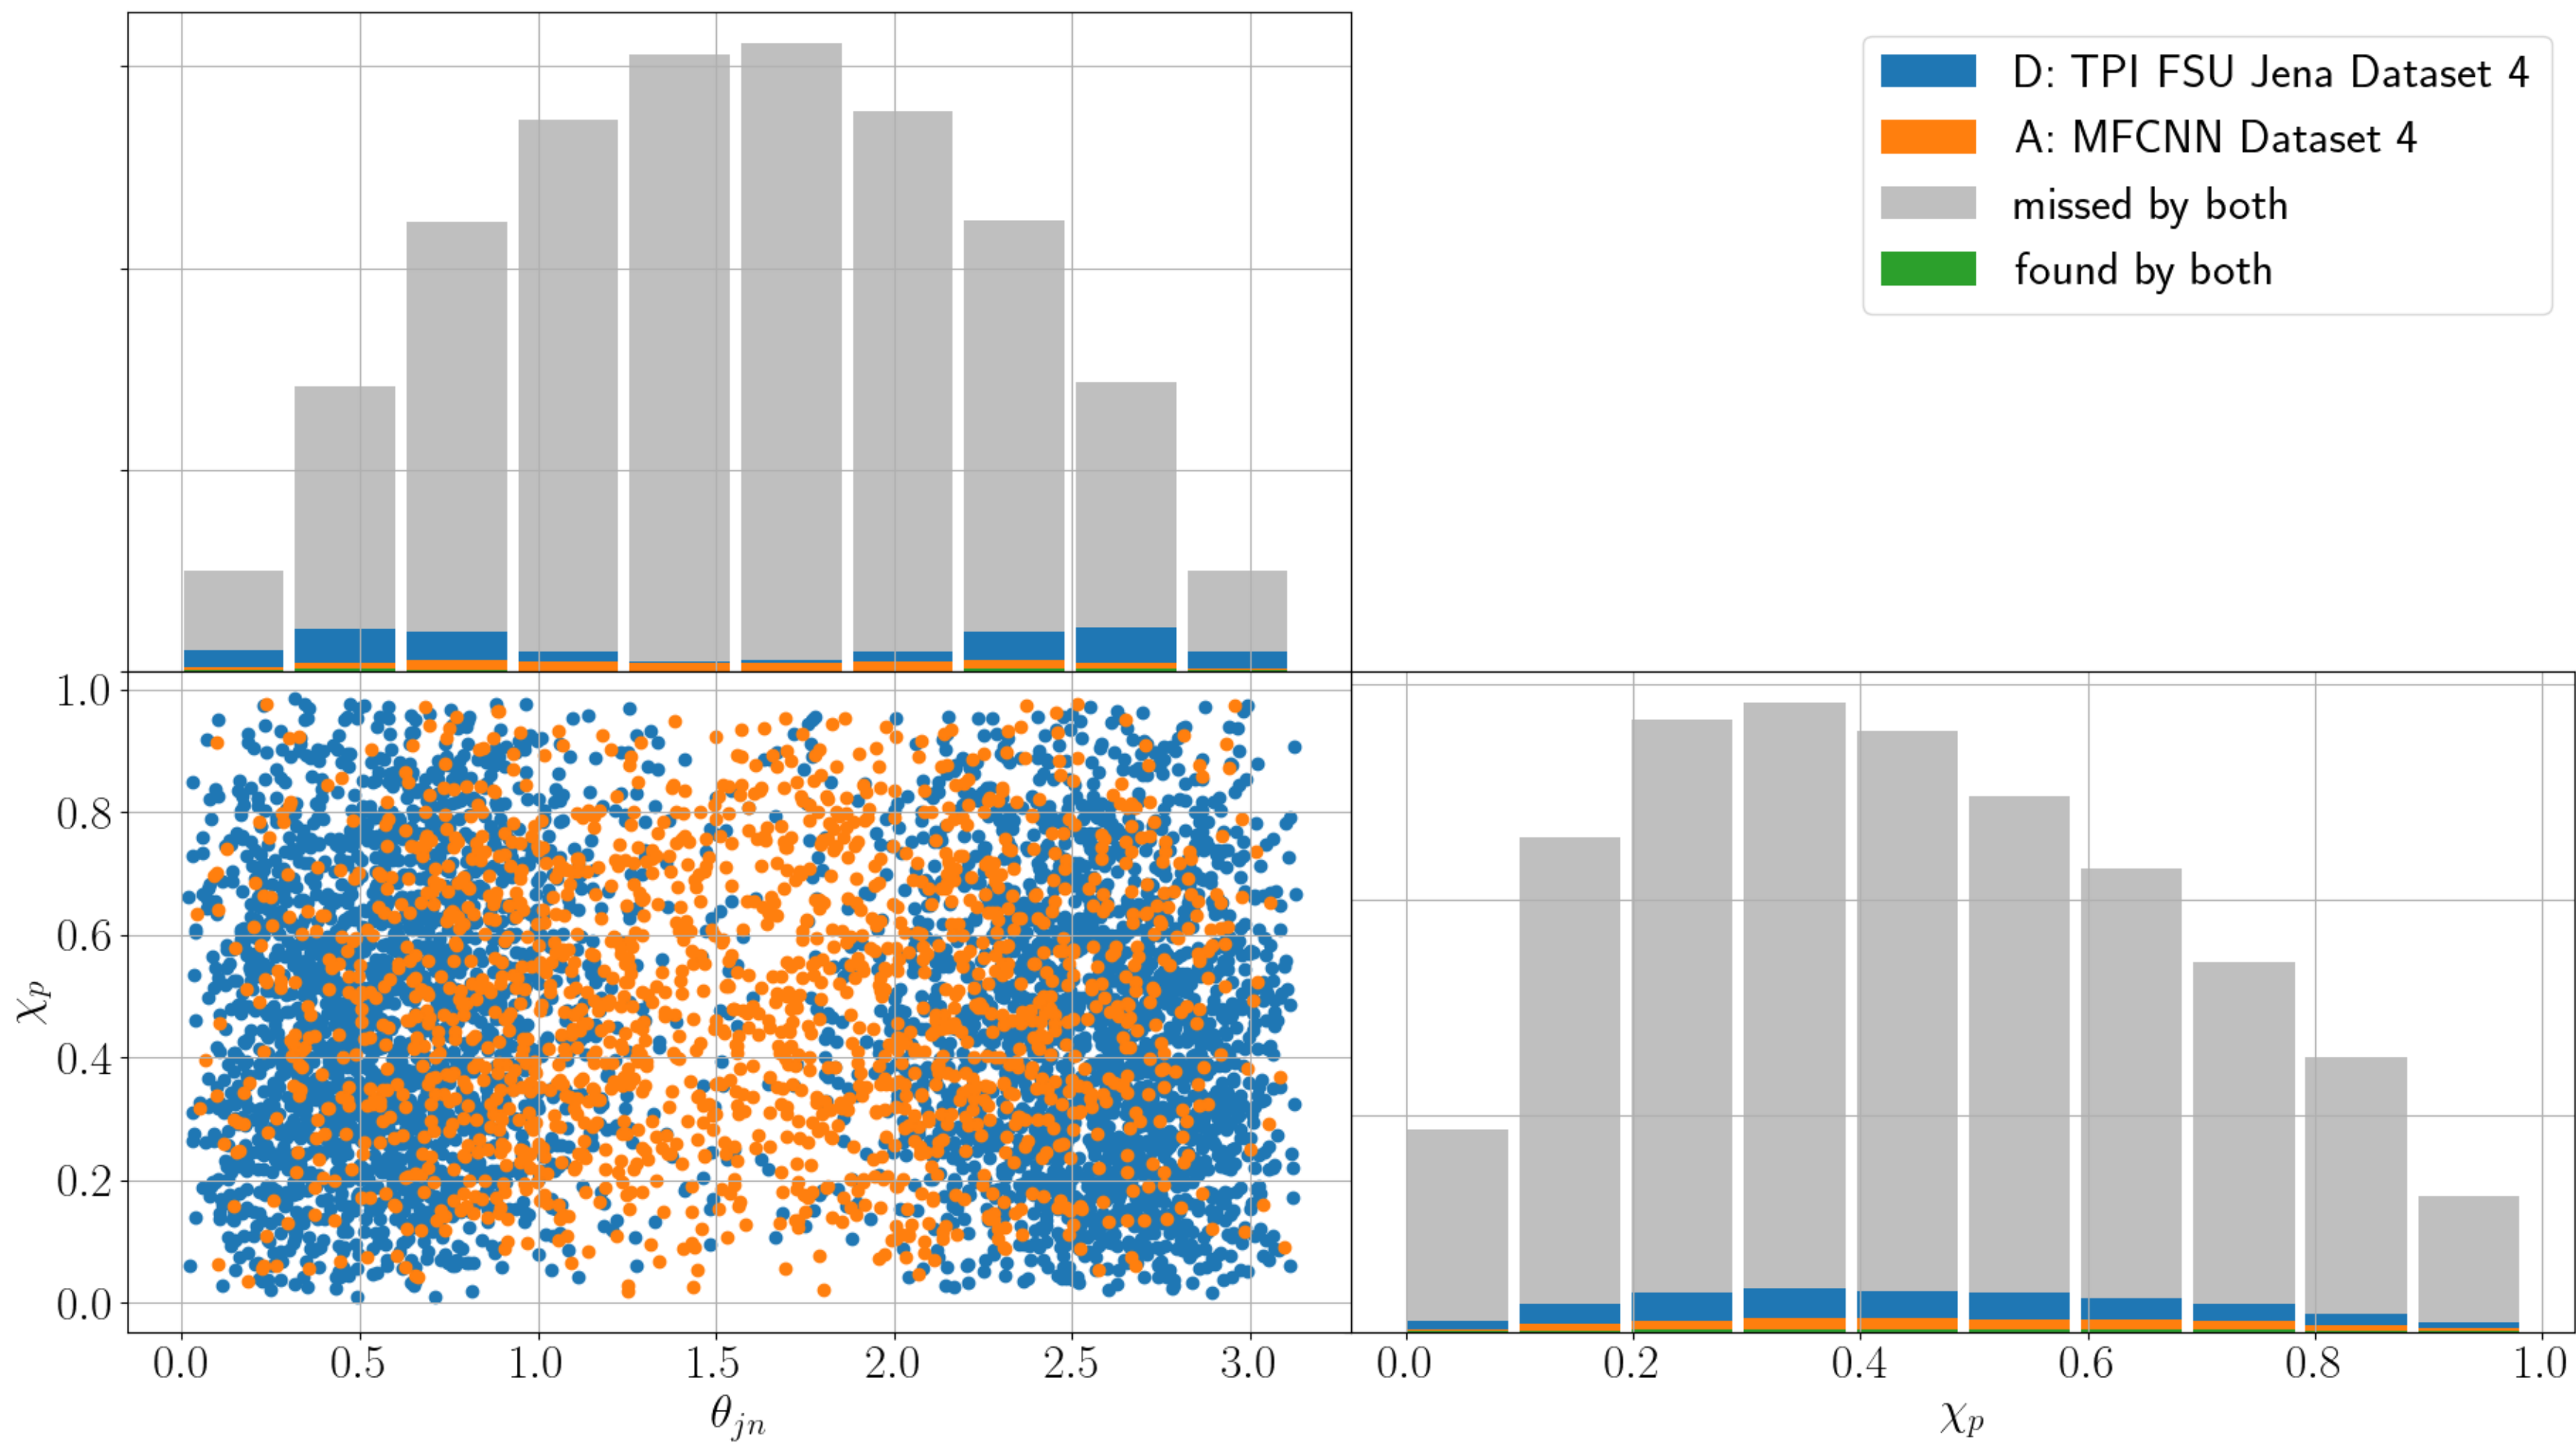 D: TPI FSU Jena Dataset 4
A: MFCNN Dataset 4
missed by both
found by both
1.0
0.8
0.6
0.4
0.2
0.0
χp
0.0 0.5 1.0 1.5 2.0 2.5 3.0
θjn
0.0 0.2 0.4 0.6 0.8 1.0
χp